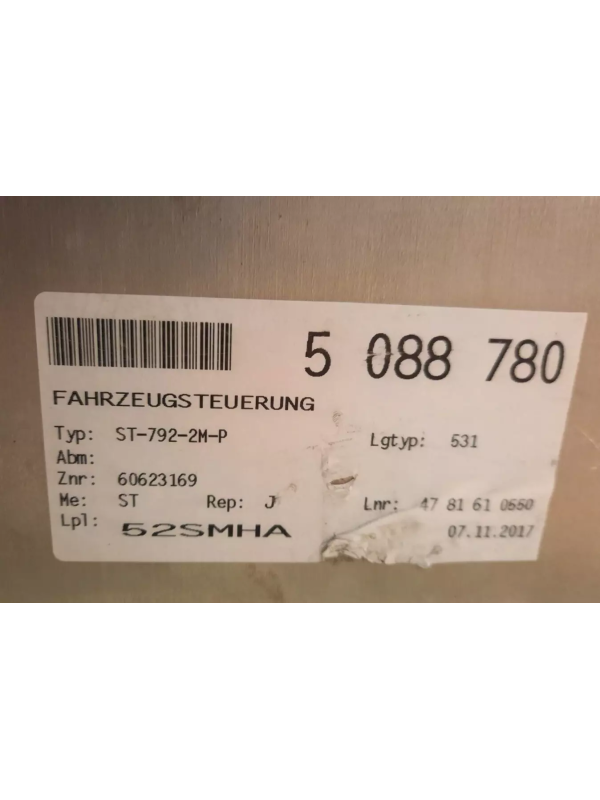 5 088 780
FAHRZEUGSTEUERUNG
Typ: ST-792-2M-P Lgtyp: 531
Abm:
Znr: 60623169
Me: ST Rep: J Lnr: 47 81 61 0660
Lpl: 52SMHA 07.11.2017